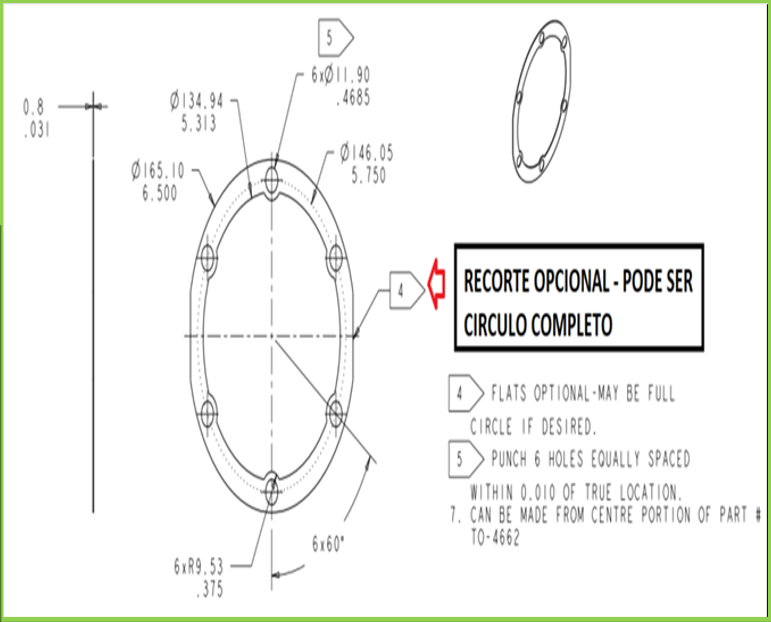 5
6xØ11.90
.4685
0.8
.031
Ø134.94
5.313
Ø146.05
5.750
Ø165.10
6.500
4
RECORTE OPCIONAL - PODE SER
CIRCULO COMPLETO
4 FLATS OPTIONAL-MAY BE FULL
CIRCLE IF DESIRED.
5 PUNCH 6 HOLES EQUALLY SPACED
WITHIN 0.010 OF TRUE LOCATION.
7. CAN BE MADE FROM CENTRE PORTION OF PART #
TO-4662
6x60°
6xR9.53
.375